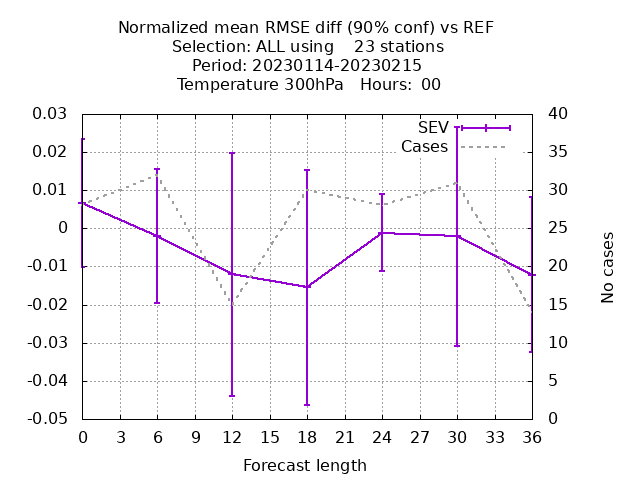 Normalized mean RMSE diff (90% conf) vs REF
Selection: ALL using    23 stations
Period: 20230114-20230215
Temperature 300hPa   Hours:  00
0.03
0.02
0.01
0
-0.01
-0.02
-0.03
-0.04
-0.05
SEV
Cases
40
35
30
25
20
15
10
5
0
No cases
0 3 6 9 12 15 18 21 24 27 30 33 36
Forecast length